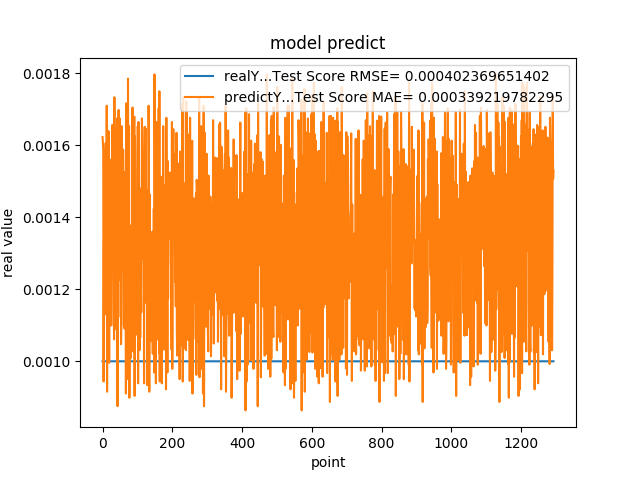 model predict
realY...Test Score RMSE= 0.000402369651402
predictY...Test Score MAE= 0.000339219782295
0.0018
0.0016
0.0014
0.0012
0.0010
real value
0 200 400 600 800 1000 1200
point